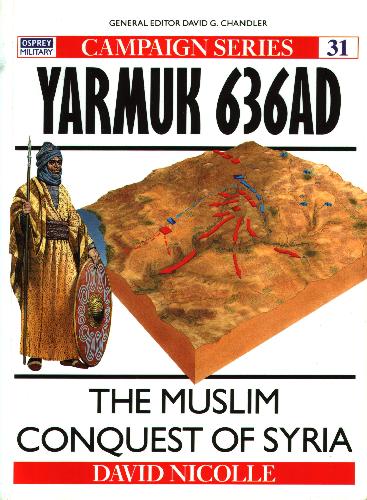 GENERAL EDITOR DAVID G. CHANDLER
OSPREY
MILITARY
CAMPAIGN SERIES
31
YARMUK 636AD
THE MUSLIM
CONQUEST OF SYRIA
DAVID NICOLLE